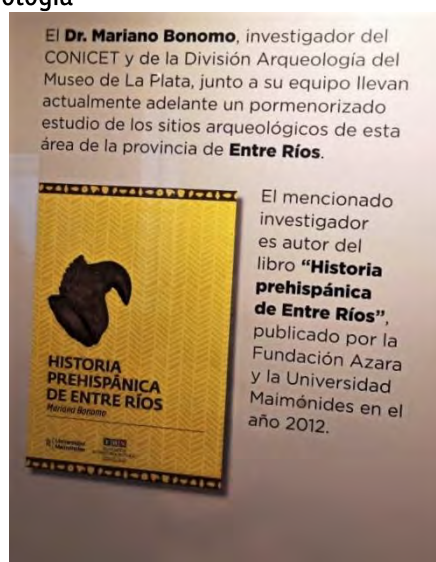 ología
El Dr. Mariano Bonomo, investigador del
CONICET y de la División Arqueología del
Museo de La Plata, junto a su equipo llevan
actualmente adelante un pormenorizado
estudio de los sitios arqueológicos de esta
área de la provincia de Entre Ríos.
El mencionado
investigador
es autor del
libro “Historia
prehispánica
de Entre Ríos”,
publicado por la
Fundación Azara
y la Universidad
Maimónides en el
año 2012.
HISTORIA
PREHISPÁNICA
DE ENTRE RÍOS
Mariano Bonomo
Universidad
Maimónides